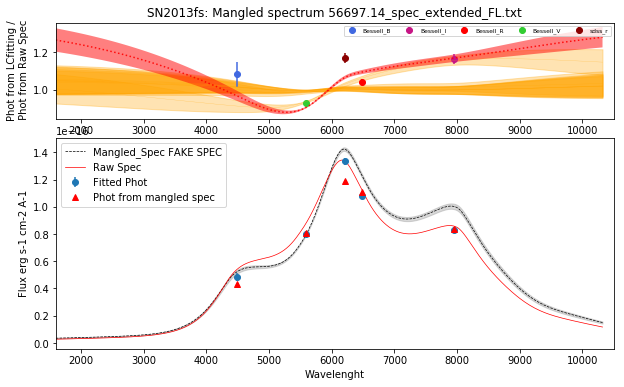 SN2013fs: Mangled spectrum 56697.14_spec_extended_FL.txt
Phot from LCfitting /
Phot from Raw Spec
1.2
1.0
Bessell_B
Bessell_I
Bessell_R
Bessell_V
sdss_r
2000 3000 4000 5000 6000 7000 8000 9000 10000
1e−16
Flux erg s-1 cm-2 A-1
1.4
1.2
1.0
0.8
0.6
0.4
0.2
0.0
Mangled_Spec FAKE SPEC
Raw Spec
Fitted Phot
Phot from mangled spec
2000 3000 4000 5000 6000 7000 8000 9000 10000
Wavelenght